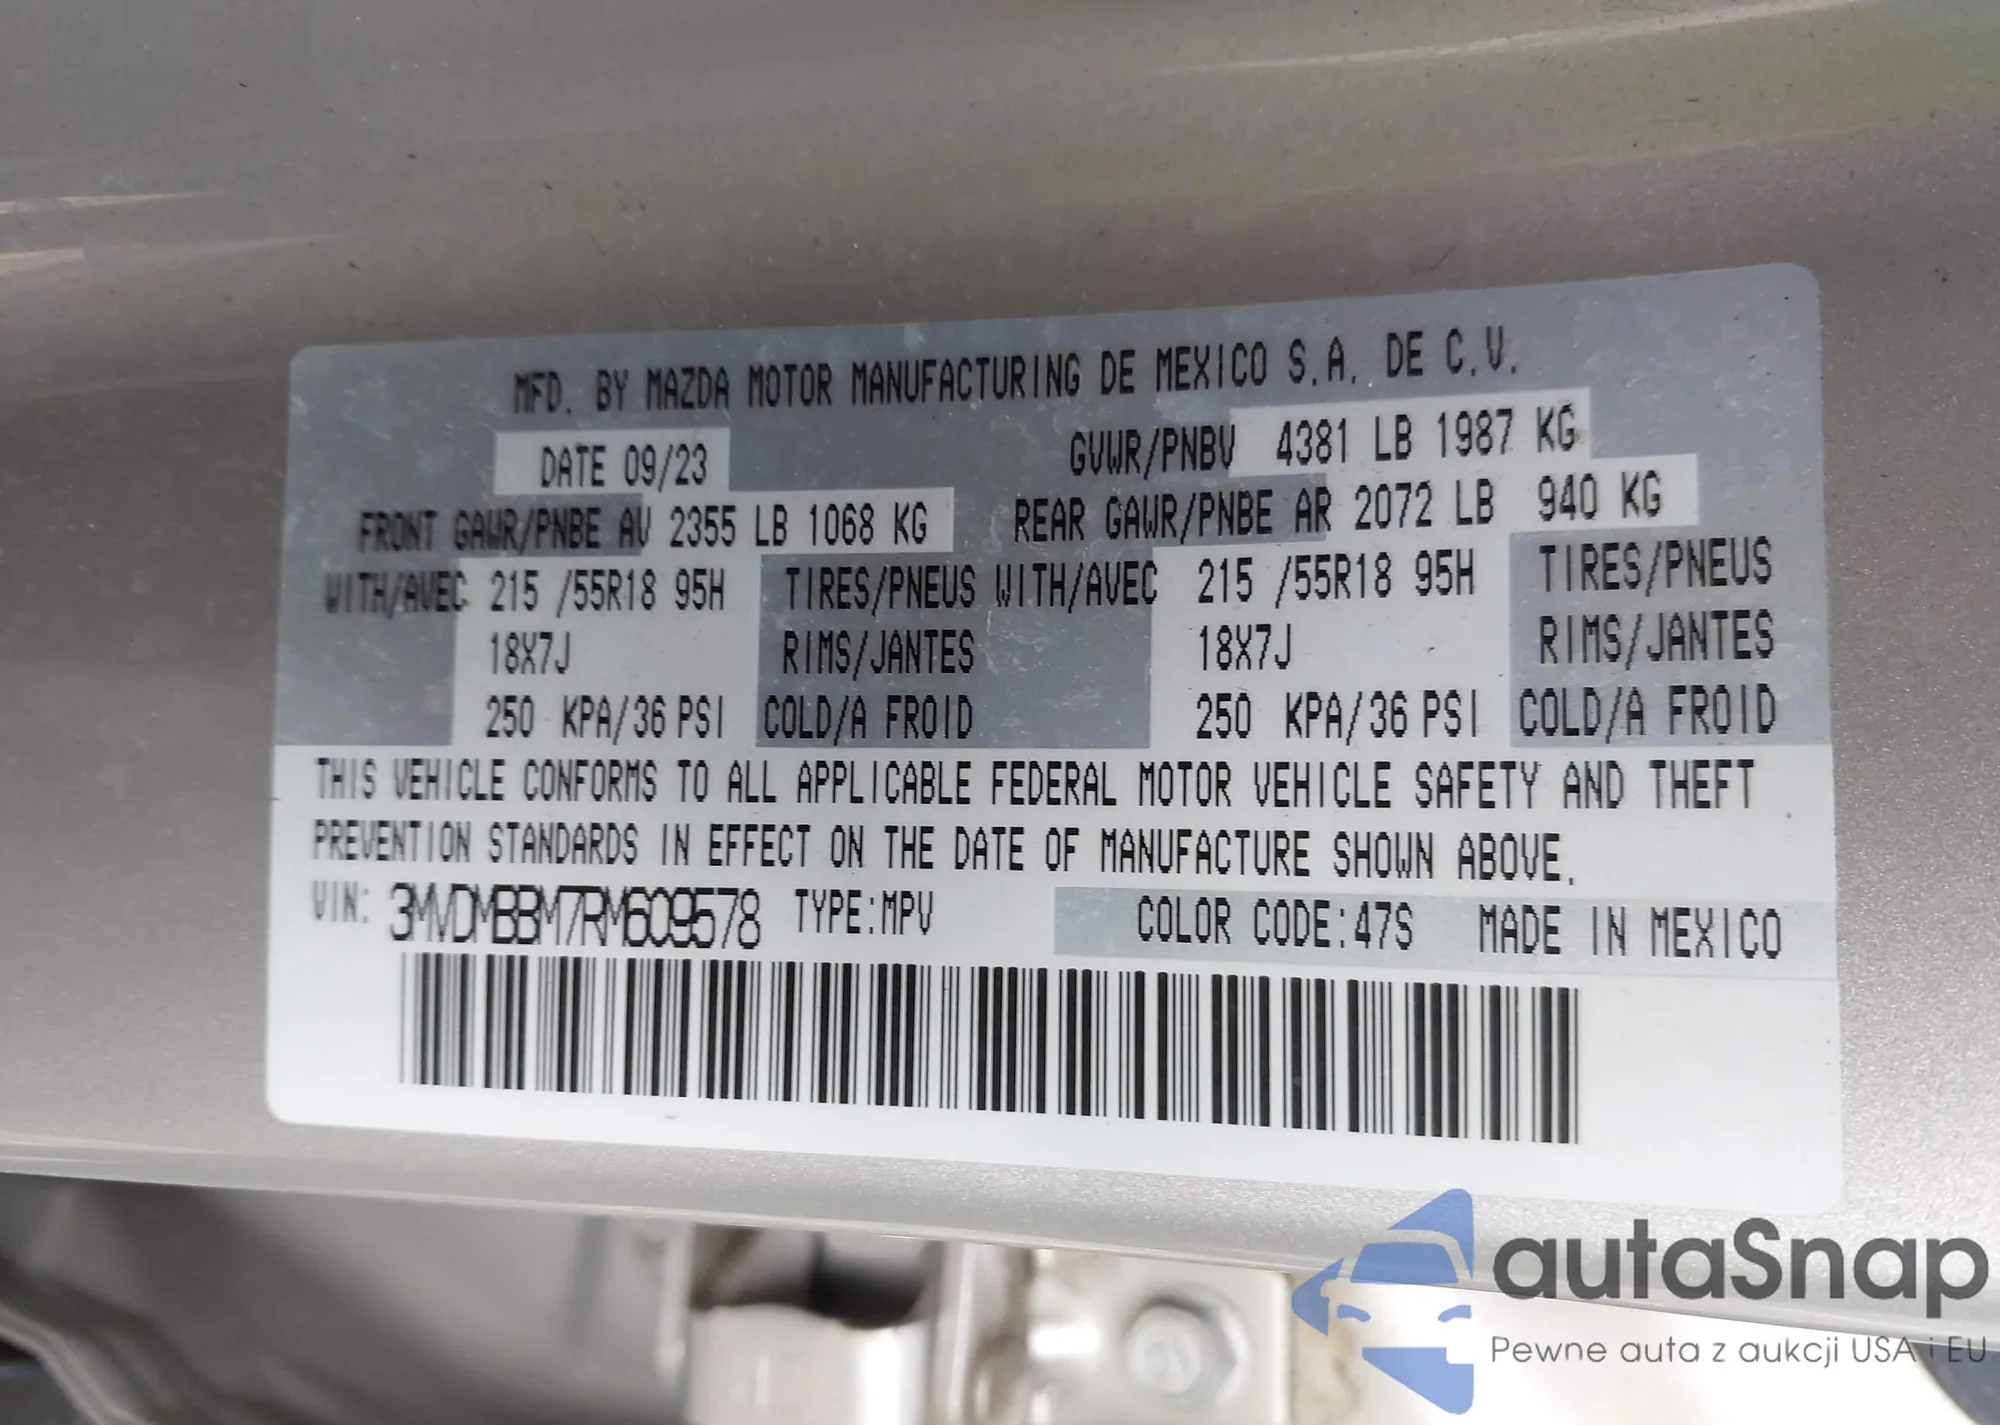 MFD. BY MAZDA MOTOR MANUFACTURING DE MEXICO S.A. DE C.V.
DATE 09/23 GVWR/PNBV 4381 LB 1987 KG
FRONT GAWR/PNBE AV 2355 LB 1068 KG REAR GAWR/PNBE AR 2072 LB 940 KG
WITH/AVEC 215 /55R18 95H TIRES/PNEUS WITH/AVEC 215 /55R18 95H TIRES/PNEUS
18X7J RIMS/JANTES 18X7J RIMS/JANTES
250 KPA/36 PSI COLD/A FROID 250 KPA/36 PSI COLD/A FROID
THIS VEHICLE CONFORMS TO ALL APPLICABLE FEDERAL MOTOR VEHICLE SAFETY AND THEFT
PREVENTION STANDARDS IN EFFECT ON THE DATE OF MANUFACTURE SHOWN ABOVE.
VIN: 3MVDMBBM7RM609578 TYPE:MPV COLOR CODE:47S MADE IN MEXICO
autaSnap
Pewne auta z aukcji USA i EU